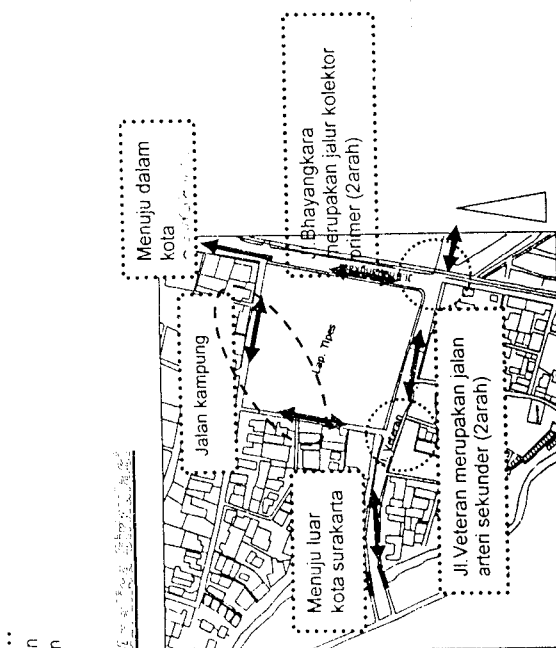 Menuju dalam
kota
Jalan kampung
Bhayangkara
merupakan jalur kolektor
primer (2arah)
Lap. Tipes
Jl. Veteran
Menuju luar
kota surakarta
Jl.Veteran merupakan jalan
arteri sekunder (2arah)
n
n